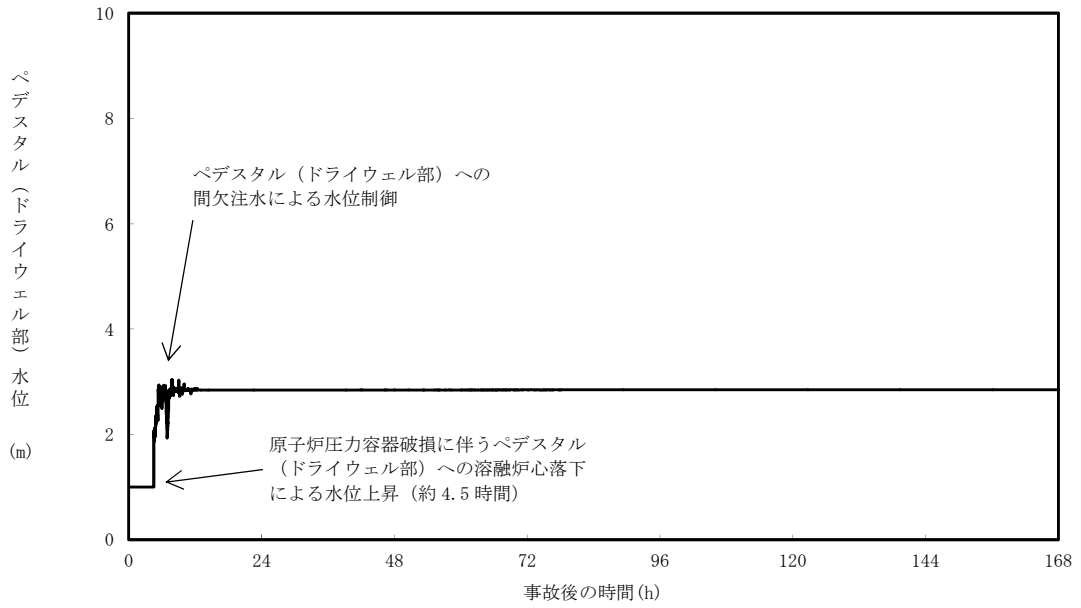 ペデスタル(ドライウェル部)水位 (m)
10
8
6
4
2
0
ペデスタル(ドライウェル部)への
間欠注水による水位制御
原子炉圧力容器破損に伴うペデスタル
(ドライウェル部)への溶融炉心落下
による水位上昇(約 4.5 時間)
0 24 48 72 96 120 144 168
事故後の時間(h)